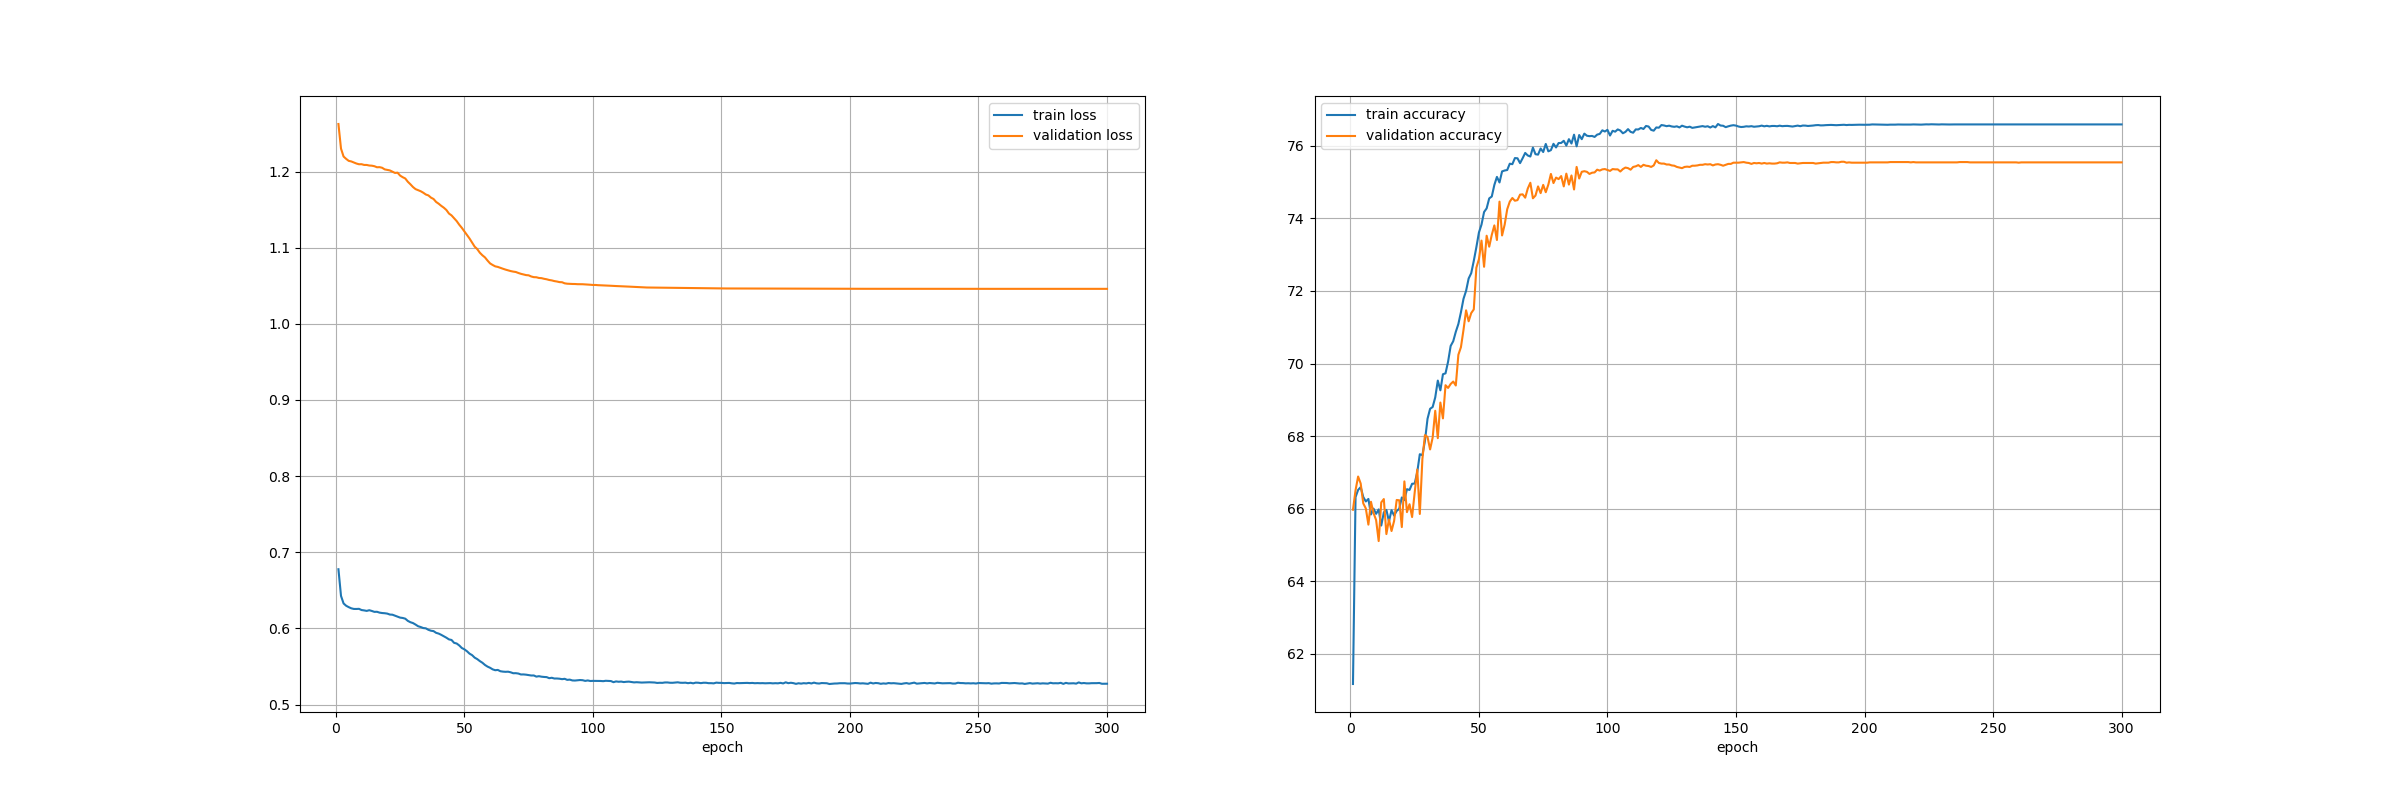 train loss
validation loss
1.2
1.1
1.0
0.9
0.8
0.7
0.6
0.5
0 50 100 150 200 250 300
epoch
train accuracy
validation accuracy
76
74
72
70
68
66
64
62
0 50 100 150 200 250 300
epoch